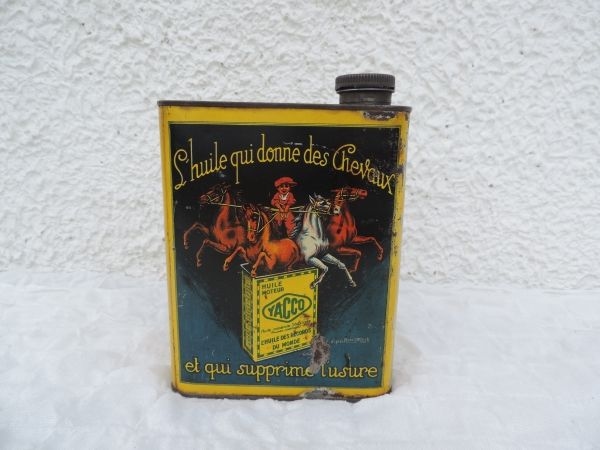 L'huile qui donne des Chevaux
HUILE
MOTEUR
YACCO
L'HUILE DES RECORDS
DU MONDE
et qui supprime l'usure